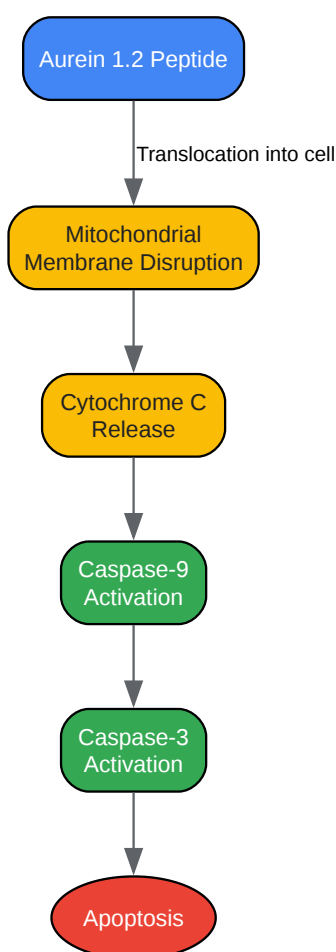 Aurein 1.2 Peptide
Translocation into cell
Mitochondrial
Membrane Disruption
Cytochrome C
Release
Caspase-9
Activation
Caspase-3
Activation
Apoptosis